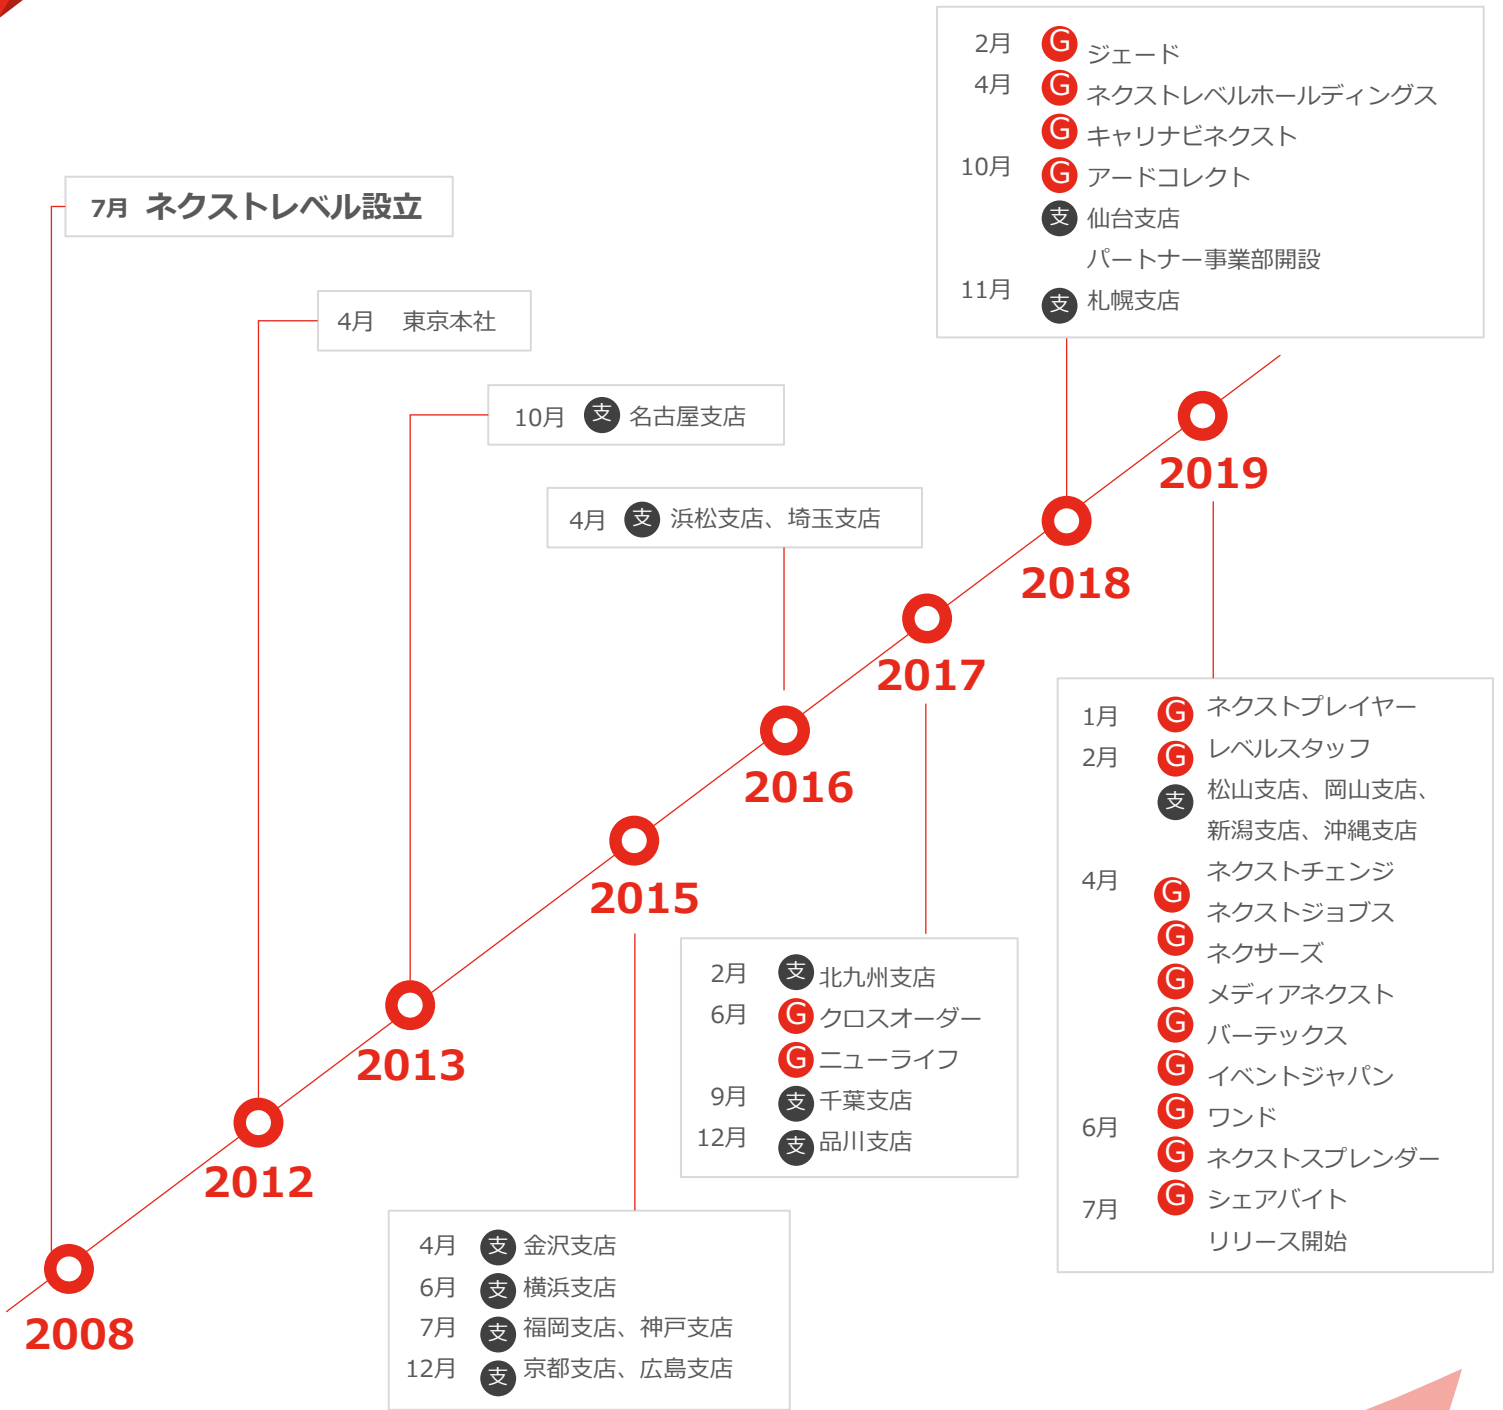 7月 ネクストレベル設立
2008
4月 東京本社
2012
10月 支 名古屋支店
2013
4月 支 金沢支店
6月 支 横浜支店
7月 支 福岡支店、神戸支店
12月 支 京都支店、広島支店
2015
4月 支 浜松支店、埼玉支店
2016
2月 支 北九州支店
6月 G クロスオーダー
G ニューライフ
9月 支 千葉支店
12月 支 品川支店
2017
2月 G ジェード
4月 G ネクストレベルホールディングス
G キャリナビネクスト
10月 G アードコレクト
支 仙台支店
パートナー事業部開設
11月 支 札幌支店
2018
2019
1月 G ネクストプレイヤー
2月 G レベルスタッフ
支 松山支店、岡山支店、
新潟支店、沖縄支店
4月 G ネクストチェンジ
G ネクストジョブス
G ネクサーズ
G メディアネクスト
G バーテックス
G イベントジャパン
6月 G ワンド
G ネクストスプレンダー
7月 シェアバイト
リリース開始